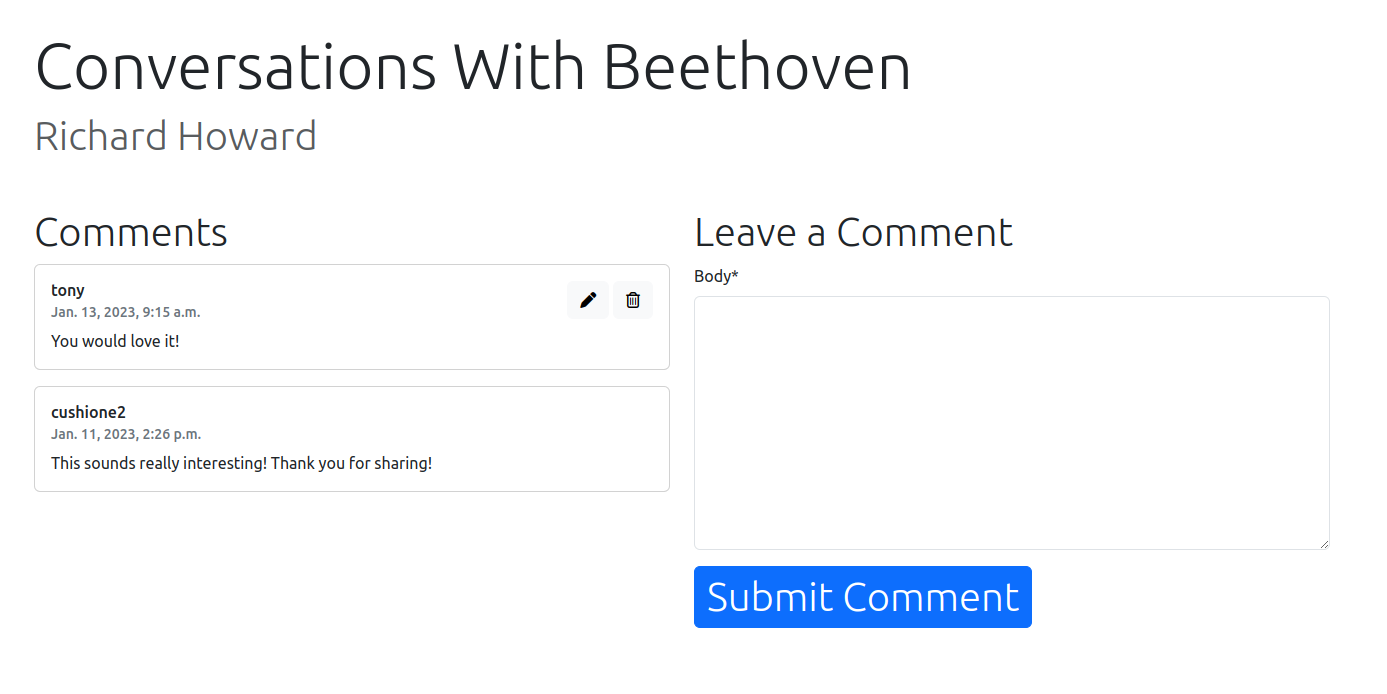 Conversations With Beethoven
Richard Howard
Comments
tony
Jan. 13, 2023, 9:15 a.m.
You would love it!
cushione2
Jan. 11, 2023, 2:26 p.m.
This sounds really interesting! Thank you for sharing!
Leave a Comment
Body*
Submit Comment